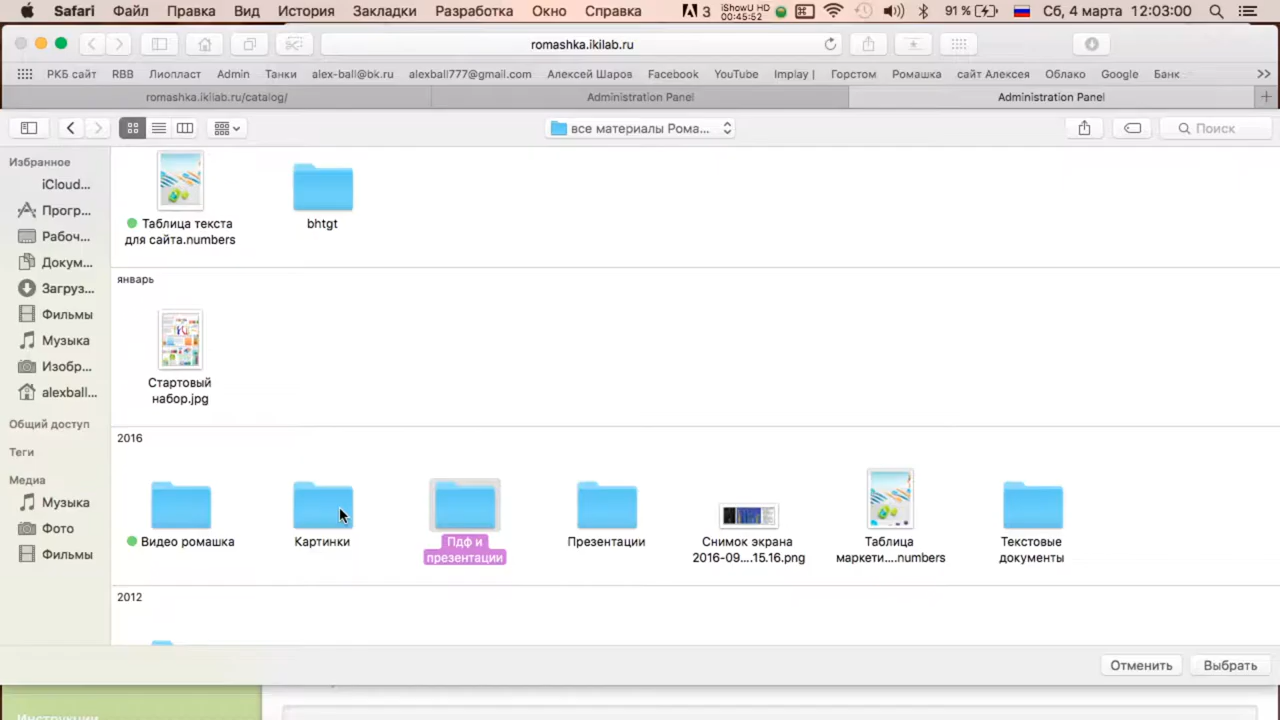 Safari Файл Правка Вид История Закладки Разработка Окно Справка 3 iShowU HD 00:45:52 91 % Сб, 4 марта 12:03:00
romashka.ikilab.ru
РКБ сайт RBB Лиопласт Admin Танки alex-ball@bk.ru alexball777@gmail.com Алексей Шаров Facebook YouTube Implay | Горстом Ромашка сайт Алексея Облако Google Банк >>
romashka.ikilab.ru/catalog/ Administration Panel Administration Panel
все материалы Рома... Поиск
Избранное
iCloud...
Прогр...
Рабоч...
Докум...
Загруз...
Фильмы
Музыка
Изобр...
alexball...
Общий доступ
Теги
Медиа
Музыка
Фото
Фильмы
Таблица текста
для сайта.numbers
bhtgt
январь
Стартовый
набор.jpg
2016
Видео ромашка
Картинки
Пдф и
презентации
Презентации
Снимок экрана
2016-09....15.16.png
Таблица
маркети....numbers
Текстовые
документы
2012
Отменить Выбрать
Инструкции